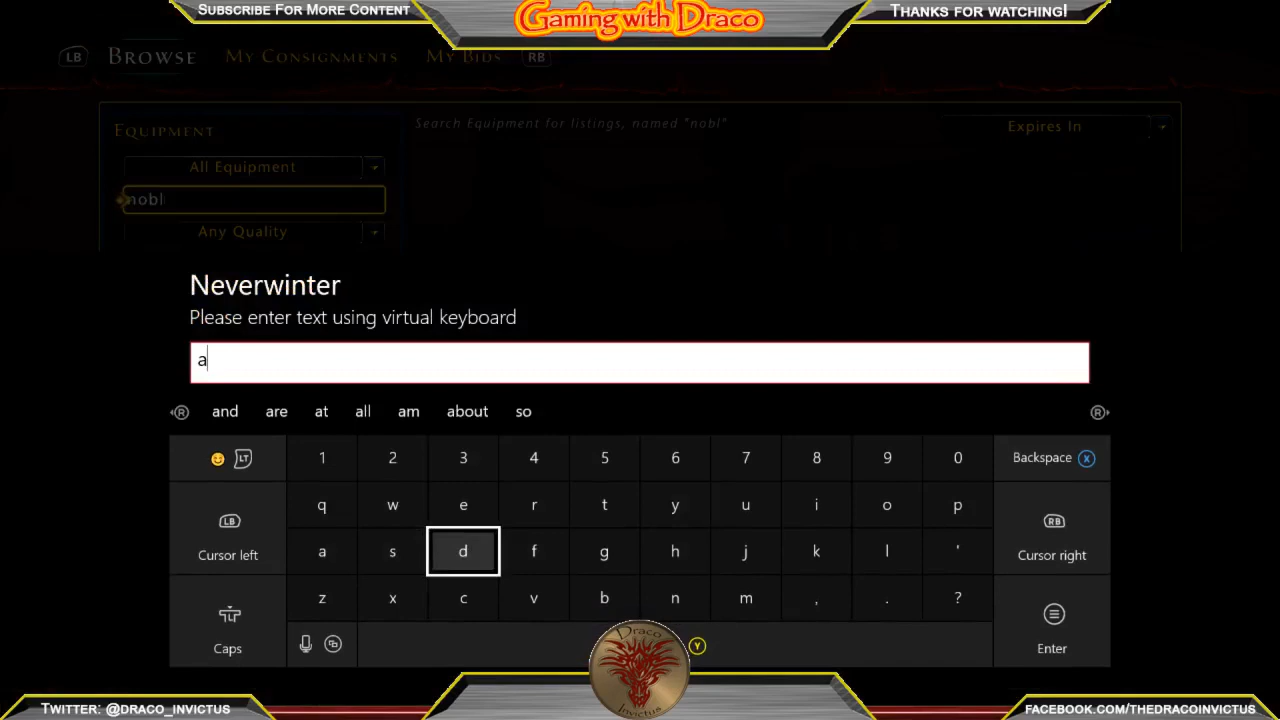 Subscribe For More Content
Gaming with Draco
Thanks for watching!
LB Browse My Consignments My Bids RB
Equipment
Search Equipment for listings, named "nobl"
Expires In
All Equipment
nobl
Any Quality
Neverwinter
Please enter text using virtual keyboard
a
R and are at all am about so R
LT 1 2 3 4 5 6 7 8 9 0 Backspace X
LB q w e r t y u i o p RB
Cursor left a s d f g h j k l ' Cursor right
z x c v b n m , . ?
Caps Y Enter
Draco
Invictus
Twitter: @Draco_Invictus
facebook.com/TheDracoInvictus